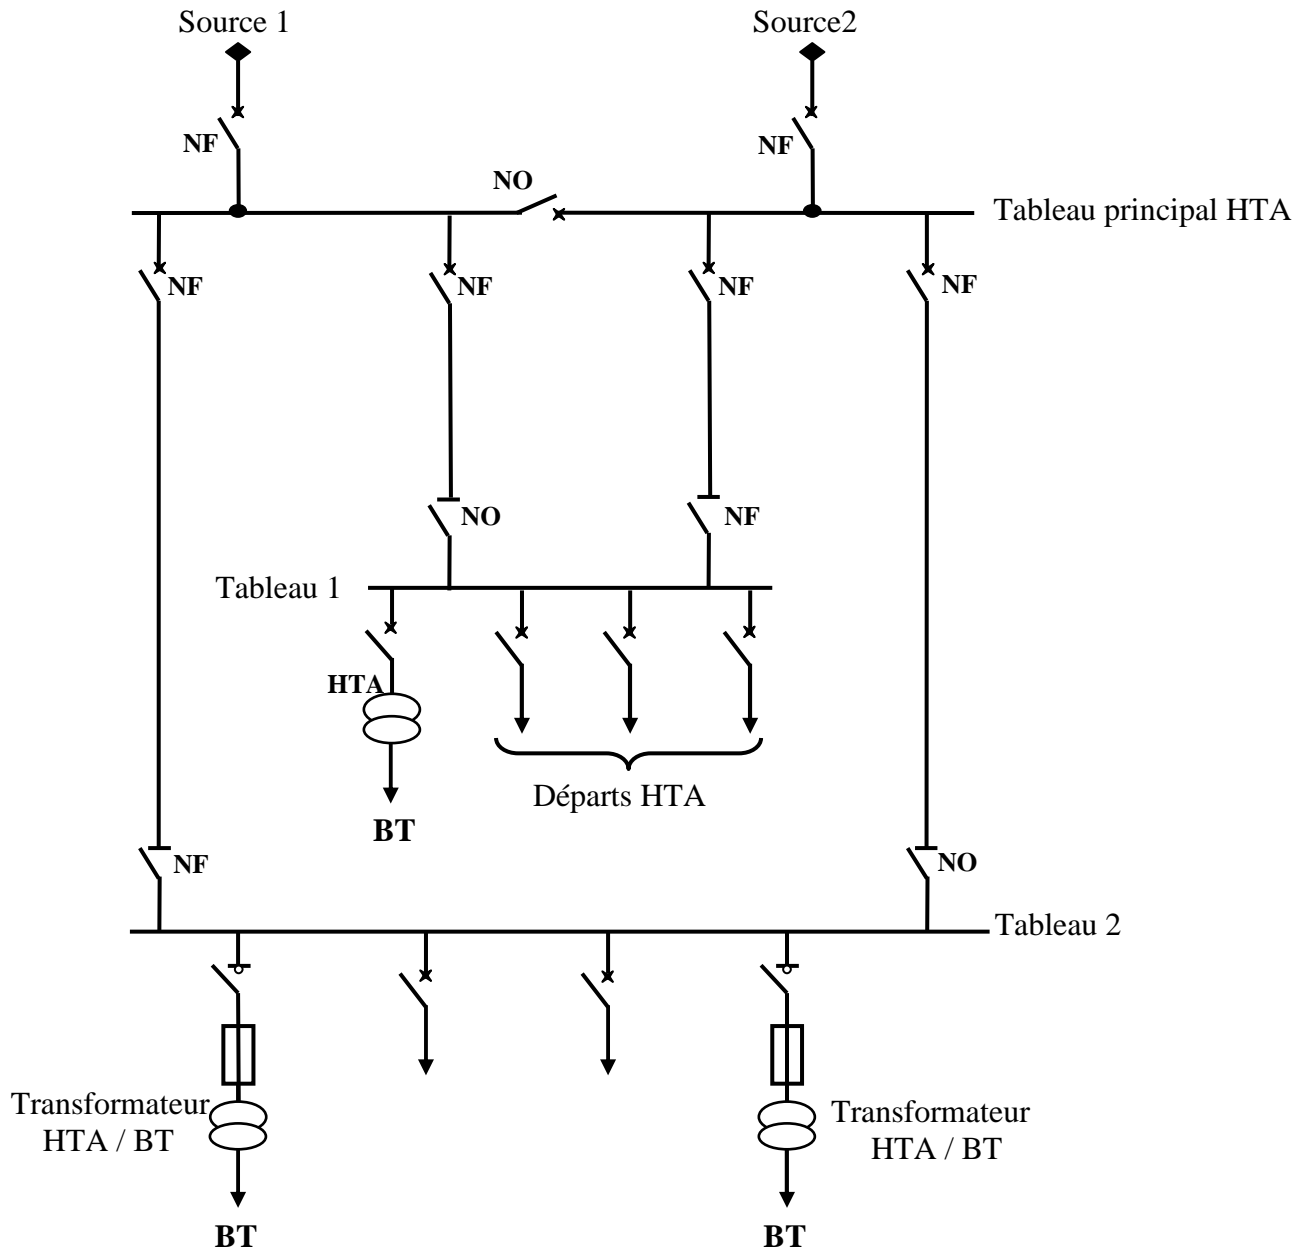 Source 1
Source2
NF
NF
NO
Tableau principal HTA
NF
NF
NF
NF
NO
NF
Tableau 1
HTA
Départs HTA
BT
NF
NO
Tableau 2
Transformateur
HTA / BT
Transformateur
HTA / BT
BT
BT